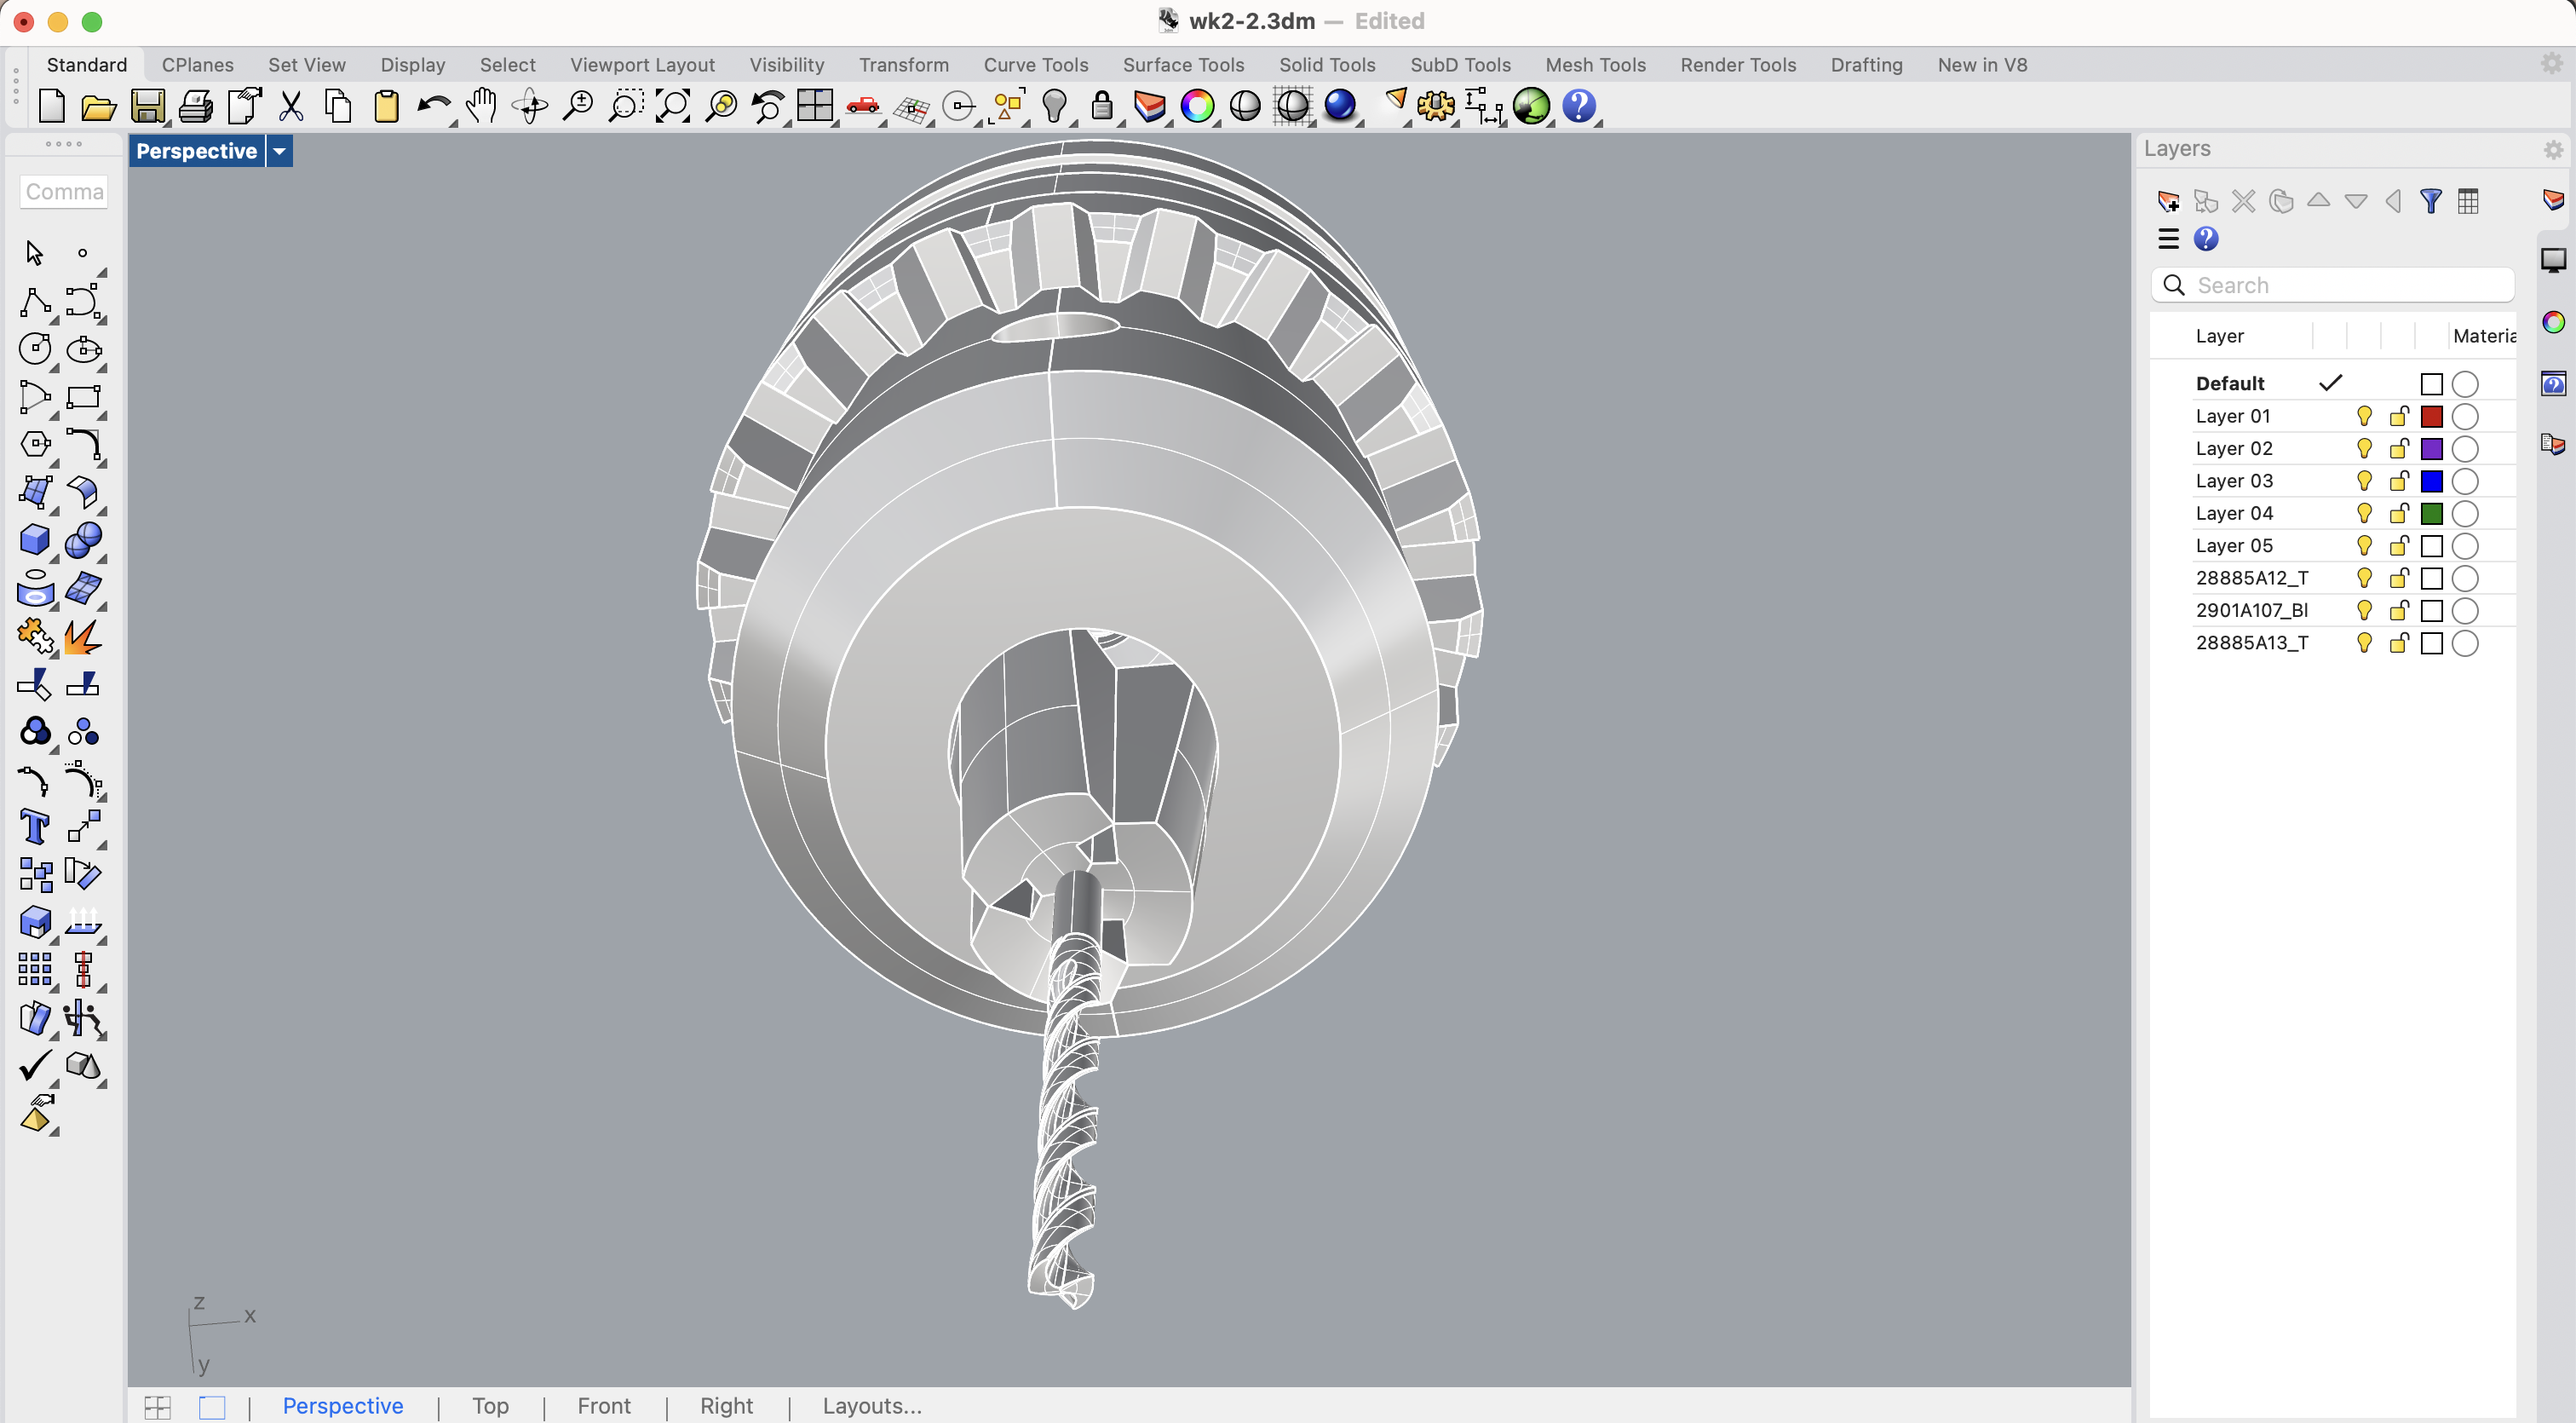 wk2-2.3dm — Edited
Standard CPlanes Set View Display Select Viewport Layout Visibility Transform Curve Tools Surface Tools Solid Tools SubD Tools Mesh Tools Render Tools Drafting New in V8
Perspective
Comma
Layers
Search
Layer Materia
Default
Layer 01
Layer 02
Layer 03
Layer 04
Layer 05
28885A12_T
2901A107_Bl
28885A13_T
z
x
y
Perspective | Top | Front | Right | Layouts...